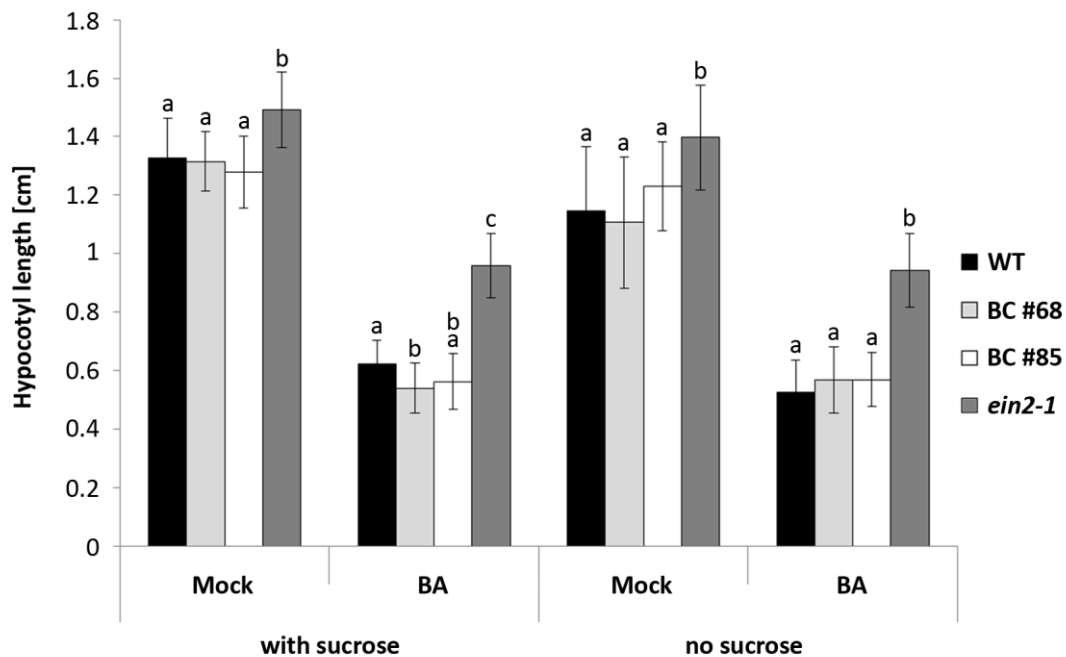 Hypocotyl length [cm]
1.8
1.6
1.4
1.2
1
0.8
0.6
0.4
0.2
0
a
a
a
b
a
b
b
a
c
a
a
a
b
a
a
a
b
Mock
BA
Mock
BA
with sucrose
no sucrose
WT
BC #68
BC #85
ein2-1